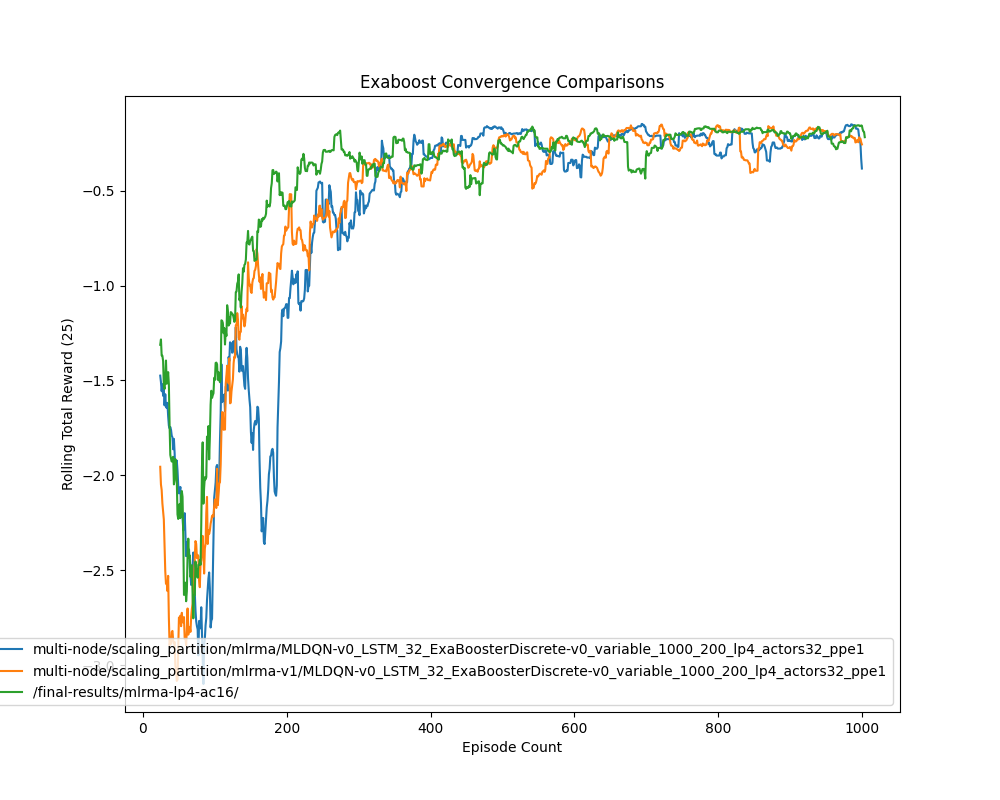 Exaboost Convergence Comparisons
Rolling Total Reward (25)
−0.5
−1.0
−1.5
−2.0
−2.5
−3.0
multi-node/scaling_partition/mlrma/MLDQN-v0_LSTM_32_ExaBoosterDiscrete-v0_variable_1000_200_lp4_actors32_ppe1
multi-node/scaling_partition/mlrma-v1/MLDQN-v0_LSTM_32_ExaBoosterDiscrete-v0_variable_1000_200_lp4_actors32_ppe1
/final-results/mlrma-lp4-ac16/
0 200 400 600 800 1000
Episode Count